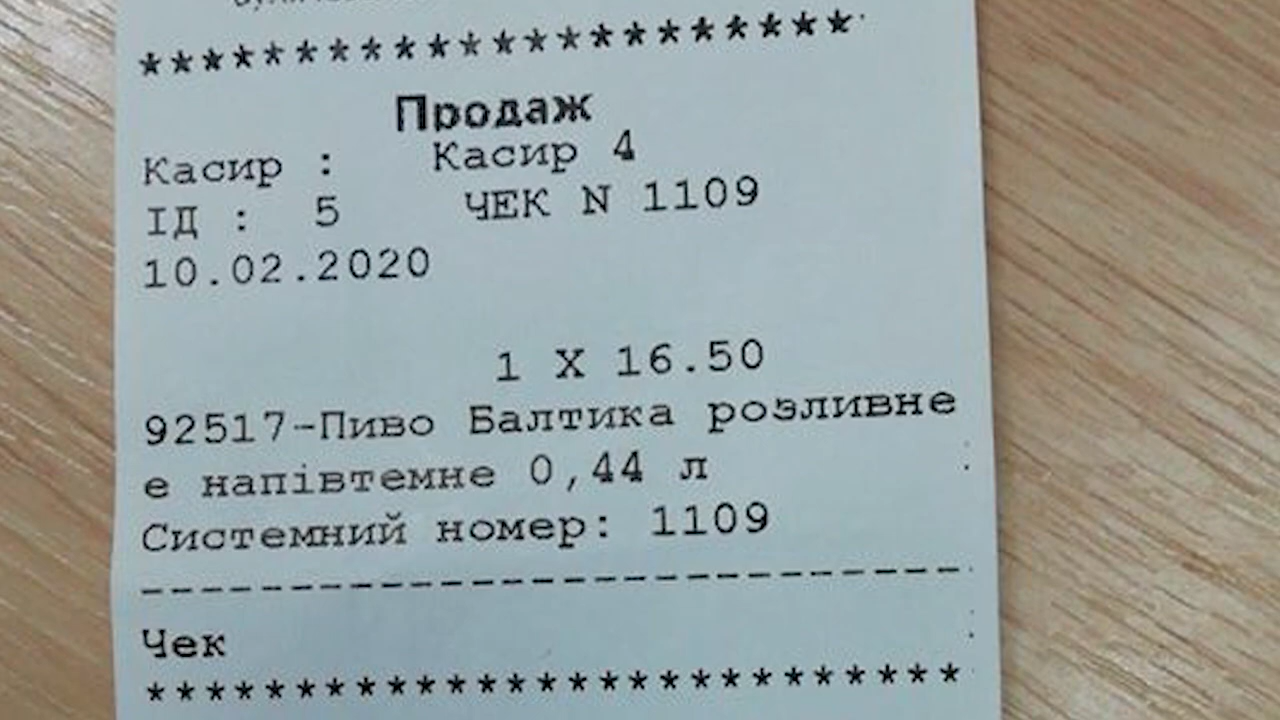 ***********************
Продаж
Касир : Касир 4
ІД : 5 ЧЕК N 1109
10.02.2020
1 X 16.50
92517-Пиво Балтика розливне
е напівтемне 0,44 л
Системний номер: 1109
----------------------------
Чек
***************************